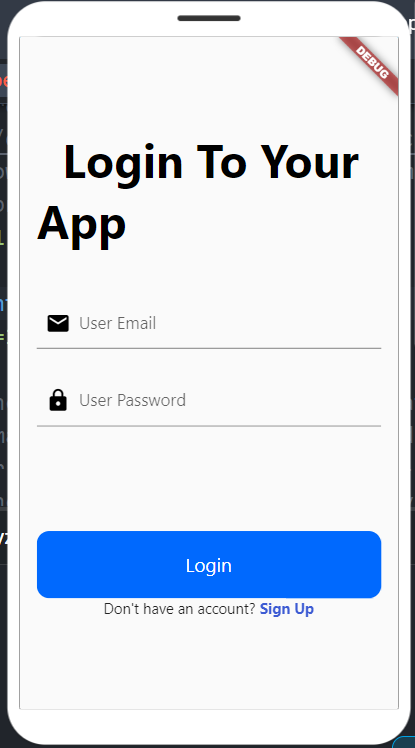 DEBUG
Login To Your
App
User Email
User Password
Login
Don't have an account? Sign Up